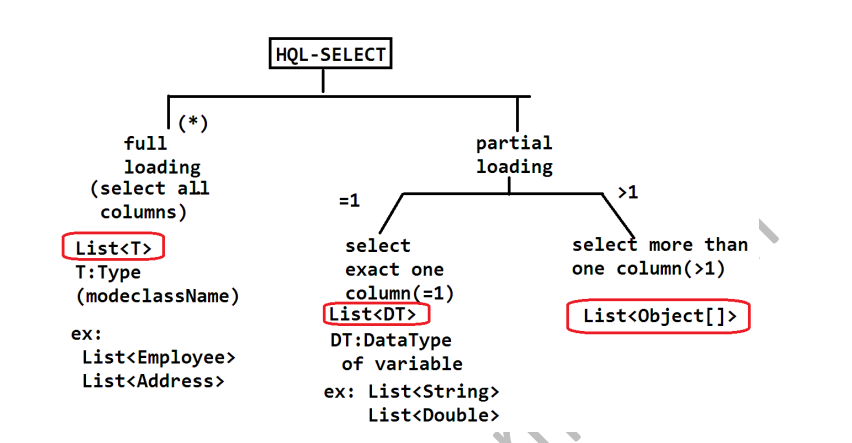 HQL-SELECT
(*)
full
loading
(select all
columns)
List<T>
T:Type
(modeclassName)
ex:
List<Employee>
List<Address>
partial
loading
=1
select
exact one
column(=1)
List<DT>
DT:DataType
of variable
ex: List<String>
List<Double>
>1
select more than
one column(>1)
List<Object[]>